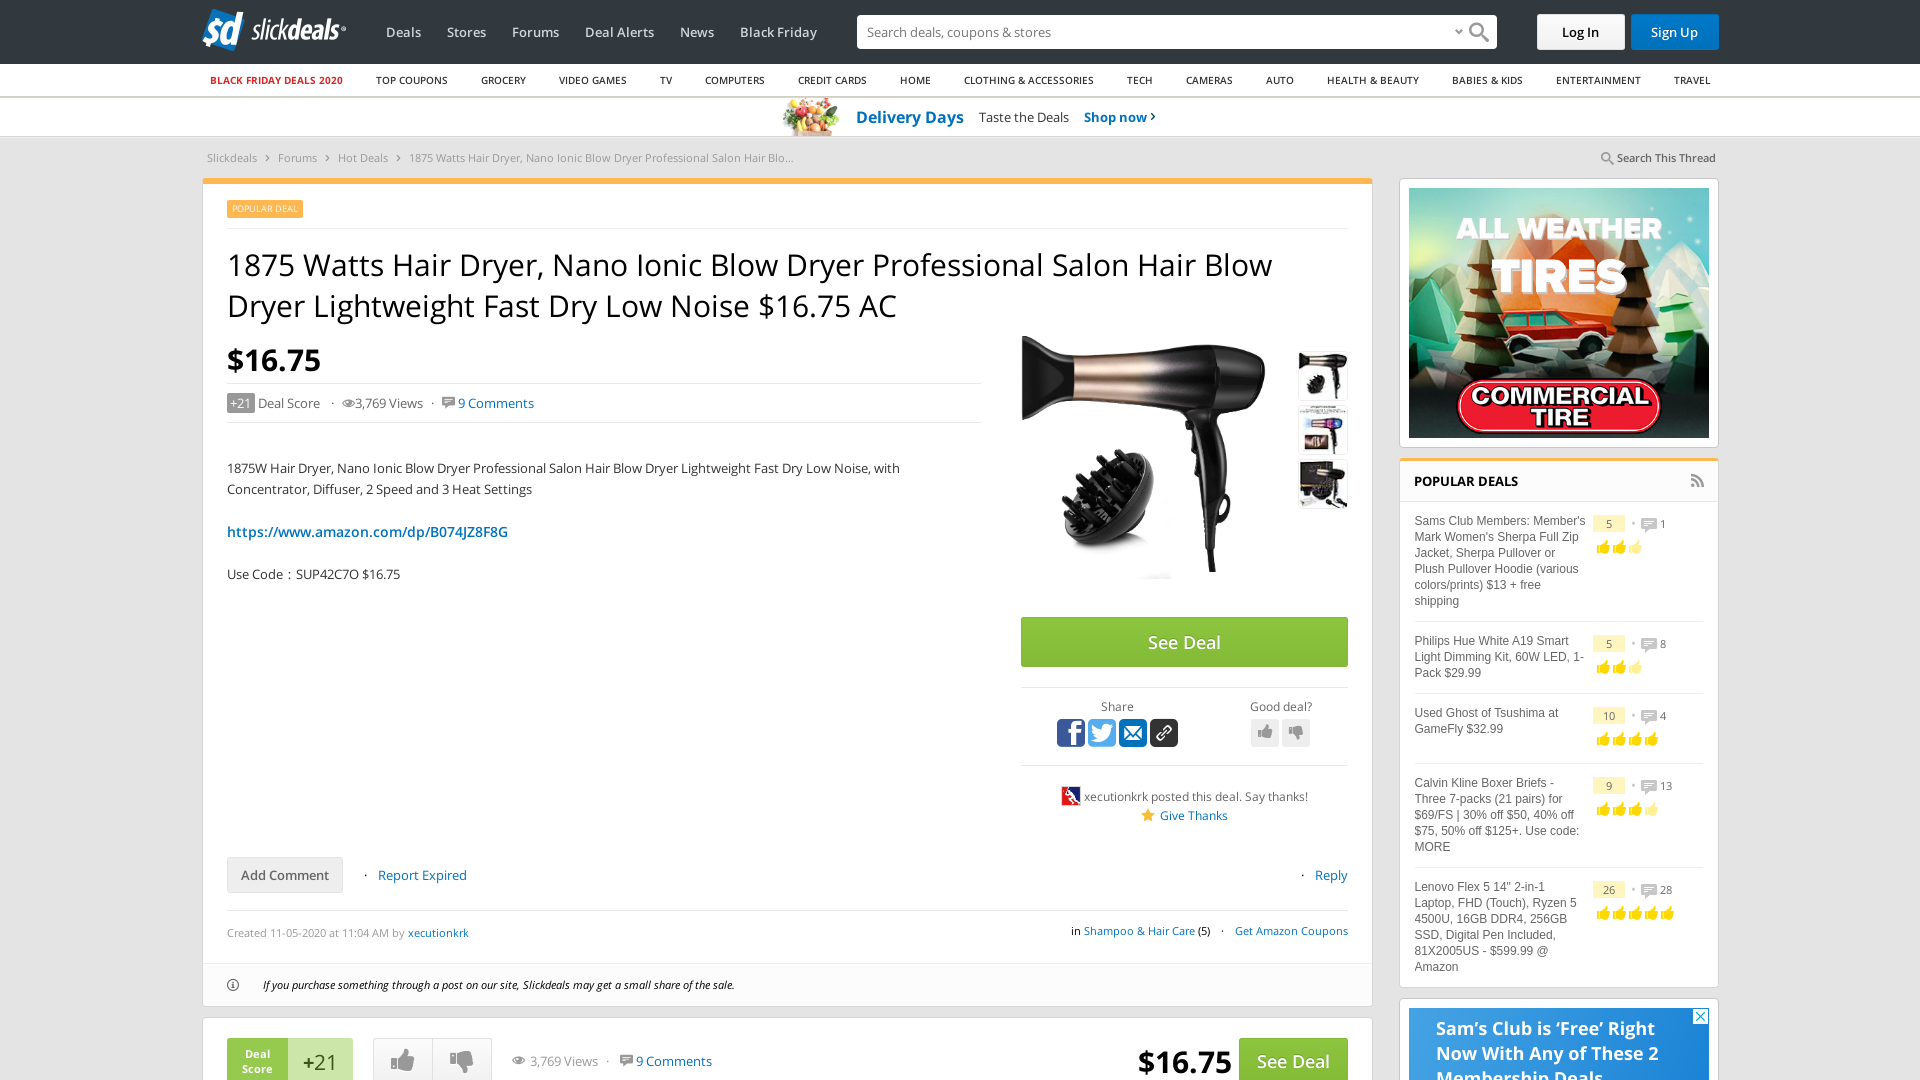 sd slickdeals
Deals Stores Forums Deal Alerts News Black Friday
Search deals, coupons & stores
Log In Sign Up
BLACK FRIDAY DEALS 2020 TOP COUPONS GROCERY VIDEO GAMES TV COMPUTERS CREDIT CARDS HOME CLOTHING & ACCESSORIES TECH CAMERAS AUTO HEALTH & BEAUTY BABIES & KIDS ENTERTAINMENT TRAVEL
Delivery Days Taste the Deals Shop now
Slickdeals › Forums › Hot Deals › 1875 Watts Hair Dryer, Nano Ionic Blow Dryer Professional Salon Hair Blo...
Search This Thread
POPULAR DEAL
1875 Watts Hair Dryer, Nano Ionic Blow Dryer Professional Salon Hair Blow
Dryer Lightweight Fast Dry Low Noise $16.75 AC
$16.75
+21 Deal Score · 3,769 Views · 9 Comments
1875W Hair Dryer, Nano Ionic Blow Dryer Professional Salon Hair Blow Dryer Lightweight Fast Dry Low Noise, with
Concentrator, Diffuser, 2 Speed and 3 Heat Settings
https://www.amazon.com/dp/B074JZ8F8G
Use Code：SUP42C7O $16.75
See Deal
Share
Good deal?
xecutionkrk posted this deal. Say thanks!
Give Thanks
Add Comment · Report Expired
· Reply
Created 11-05-2020 at 11:04 AM by xecutionkrk
in Shampoo & Hair Care (5) · Get Amazon Coupons
If you purchase something through a post on our site, Slickdeals may get a small share of the sale.
Deal
Score
+21
3,769 Views · 9 Comments
$16.75 See Deal
ALL WEATHER
TIRES
COMMERCIAL
TIRE
POPULAR DEALS
Sams Club Members: Member's
Mark Women's Sherpa Full Zip
Jacket, Sherpa Pullover or
Plush Pullover Hoodie (various
colors/prints) $13 + free
shipping
5 • 1
Philips Hue White A19 Smart
Light Dimming Kit, 60W LED, 1-
Pack $29.99
5 • 8
Used Ghost of Tsushima at
GameFly $32.99
10 • 4
Calvin Kline Boxer Briefs -
Three 7-packs (21 pairs) for
$69/FS | 30% off $50, 40% off
$75, 50% off $125+. Use code:
MORE
9 • 13
Lenovo Flex 5 14" 2-in-1
Laptop, FHD (Touch), Ryzen 5
4500U, 16GB DDR4, 256GB
SSD, Digital Pen Included,
81X2005US - $599.99 @
Amazon
26 • 28
Sam's Club is ‘Free’ Right
Now With Any of These 2
Membership Deals